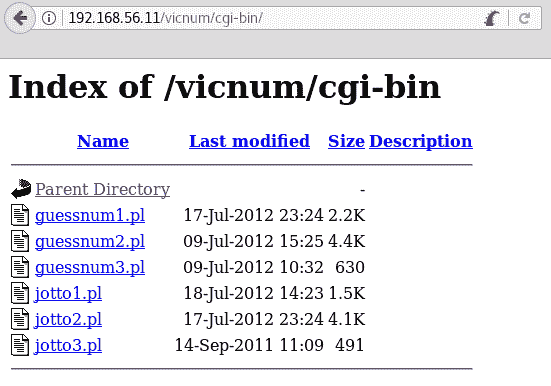 192.168.56.11/vicnum/cgi-bin/
Index of /vicnum/cgi-bin
Name Last modified Size Description
Parent Directory -
guessnum1.pl 17-Jul-2012 23:24 2.2K
guessnum2.pl 09-Jul-2012 15:25 4.4K
guessnum3.pl 09-Jul-2012 10:32 630
jotto1.pl 18-Jul-2012 14:23 1.5K
jotto2.pl 17-Jul-2012 23:24 4.1K
jotto3.pl 14-Sep-2011 11:09 491